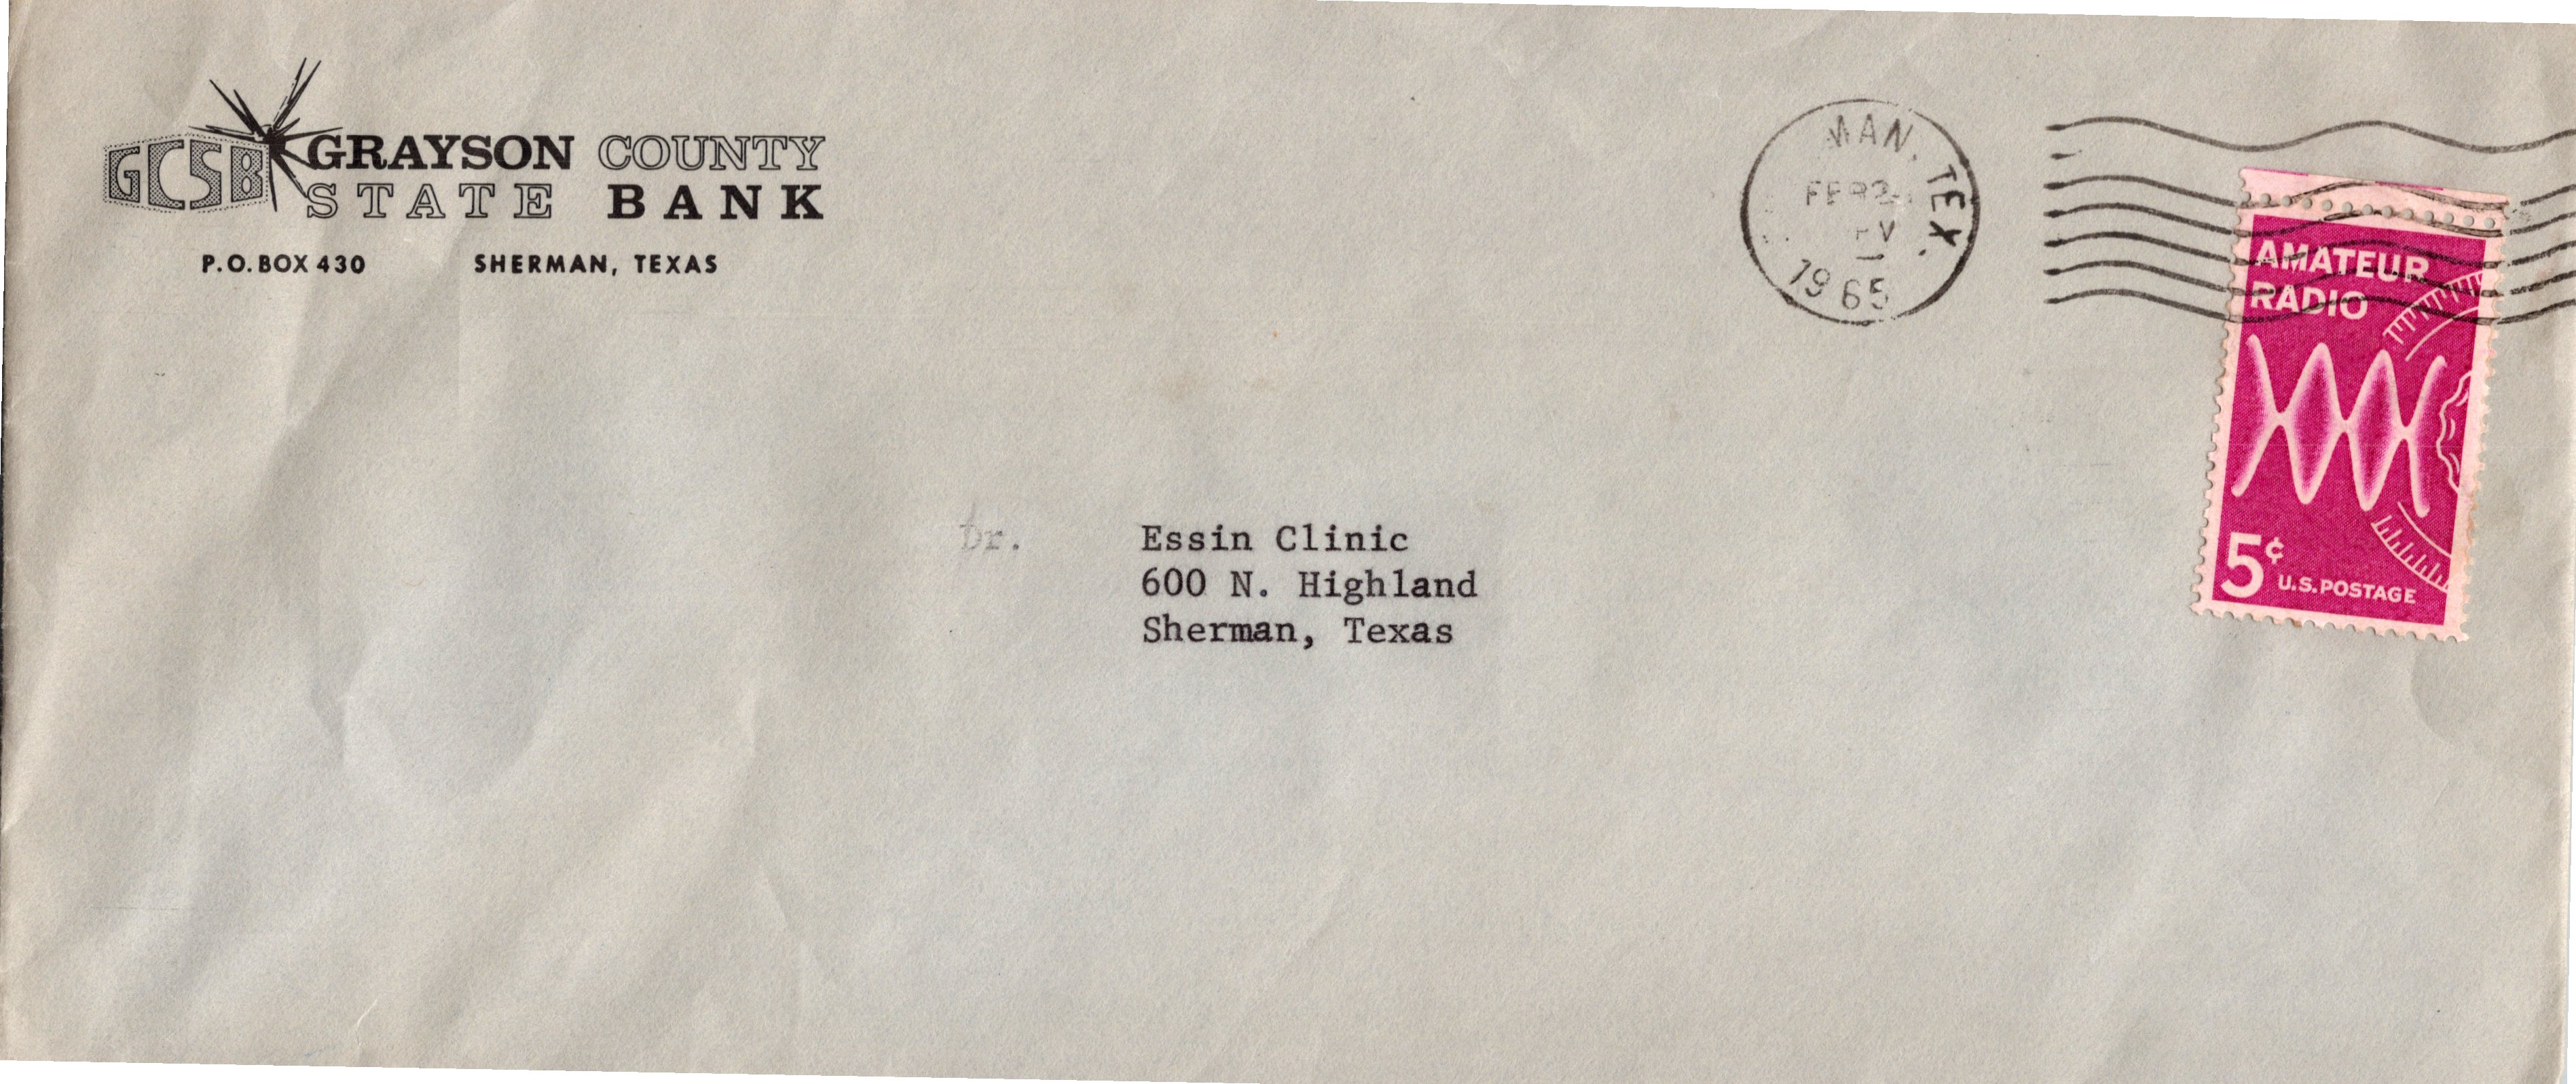 GCSB
GRAYSON COUNTY
STATE BANK
P.O. BOX 430 SHERMAN, TEXAS
MAN, TEX.
1965
AMATEUR
RADIO
5¢ U.S. POSTAGE
Dr. Essin Clinic
600 N. Highland
Sherman, Texas